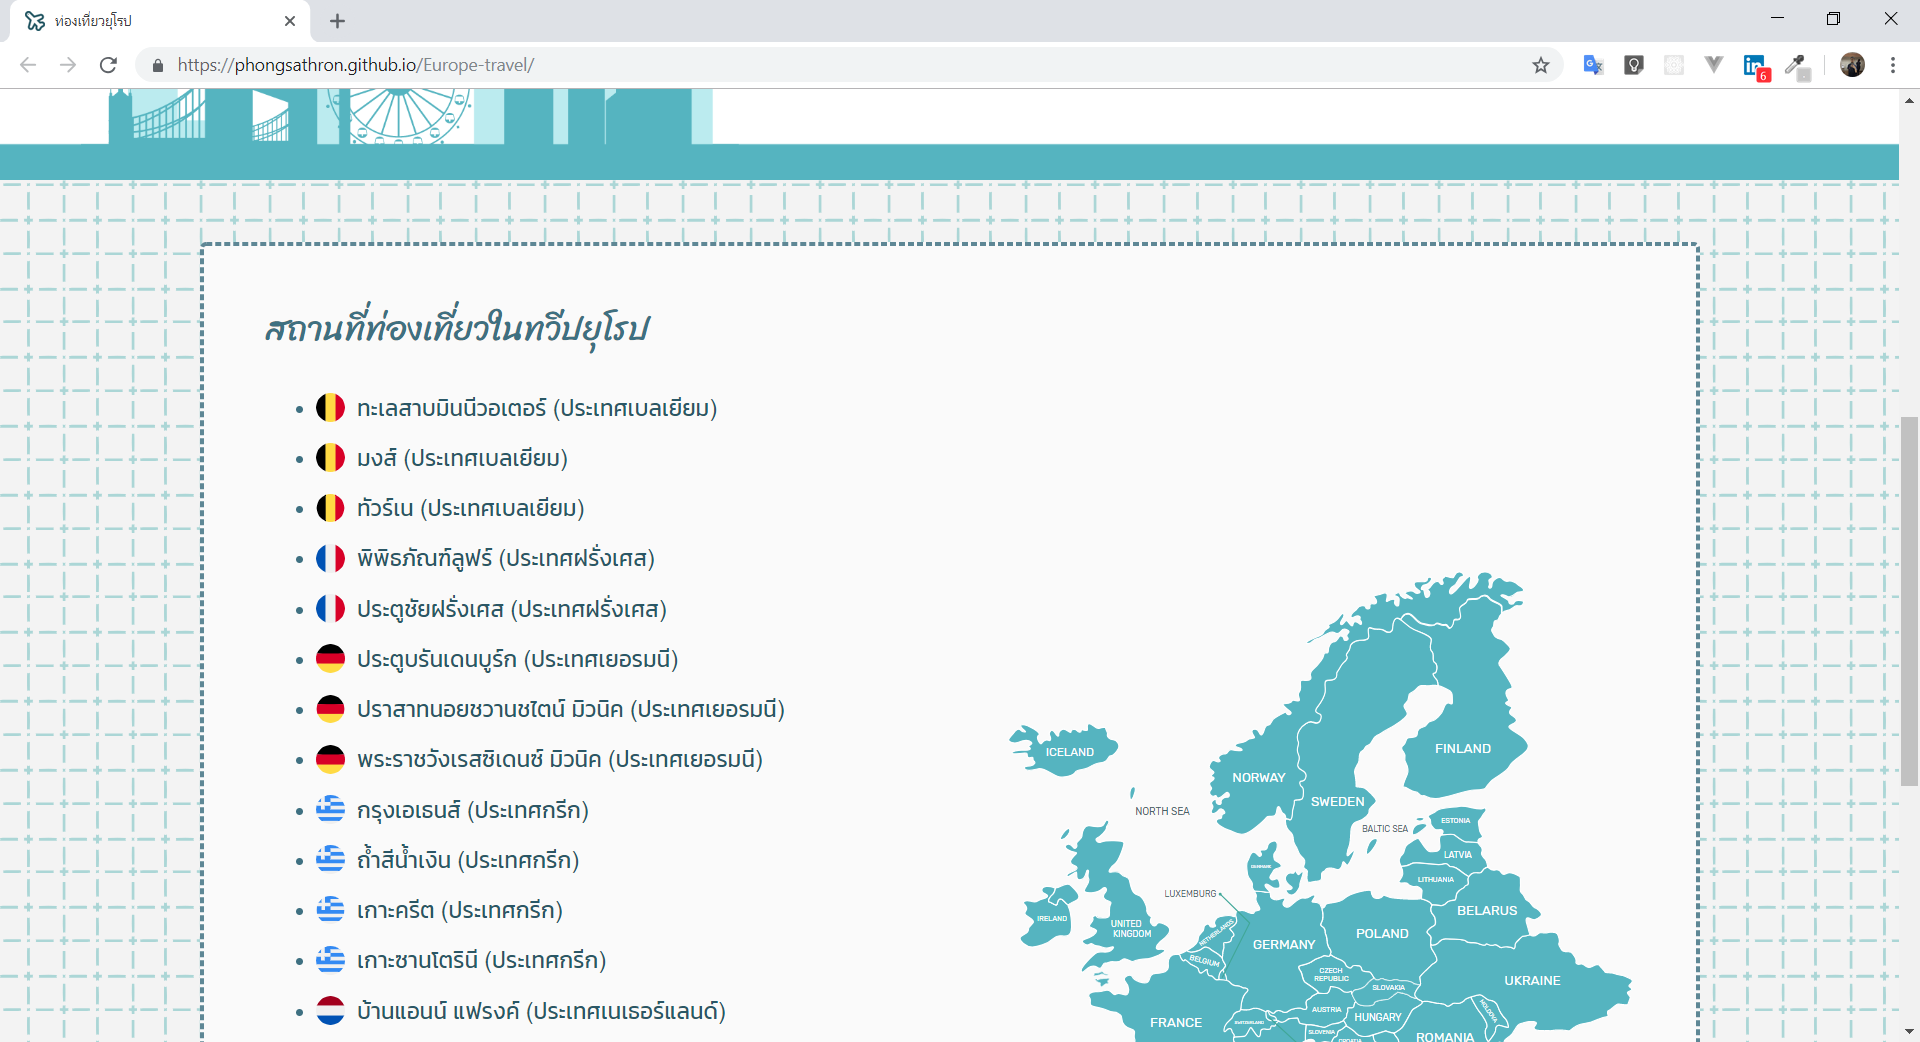 ท่องเที่ยวยุโรป
https://phongsathron.github.io/Europe-travel/
6
สถานที่ท่องเที่ยวในทวีปยุโรป
ทะเลสาบมินนีวอเตอร์ (ประเทศเบลเยียม)
มงส์ (ประเทศเบลเยียม)
ทัวร์เน (ประเทศเบลเยียม)
พิพิธภัณฑ์ลูฟร์ (ประเทศฝรั่งเศส)
ประตูชัยฝรั่งเศส (ประเทศฝรั่งเศส)
ประตูบรันเดนบูร์ก (ประเทศเยอรมนี)
ปราสาทนอยชวานชไตน์ มิวนิค (ประเทศเยอรมนี)
พระราชวังเรสซิเดนซ์ มิวนิค (ประเทศเยอรมนี)
กรุงเอเธนส์ (ประเทศกรีก)
ถ้ำสีน้ำเงิน (ประเทศกรีก)
เกาะครีต (ประเทศกรีก)
เกาะซานโตรินี (ประเทศกรีก)
บ้านแอนน์ แฟรงค์ (ประเทศเนเธอร์แลนด์)
ICELAND
FINLAND
NORWAY
SWEDEN
NORTH SEA
BALTIC SEA
ESTONIA
LATVIA
DENMARK
LITHUANIA
LUXEMBURG
BELARUS
IRELAND
UNITED
KINGDOM
NETHERLANDS
POLAND
GERMANY
BELGIUM
CZECH
REPUBLIC
UKRAINE
SLOVAKIA
AUSTRIA
MOLDOVA
HUNGARY
FRANCE
SWITZERLAND
SLOVENIA
ROMANIA
CROATIA